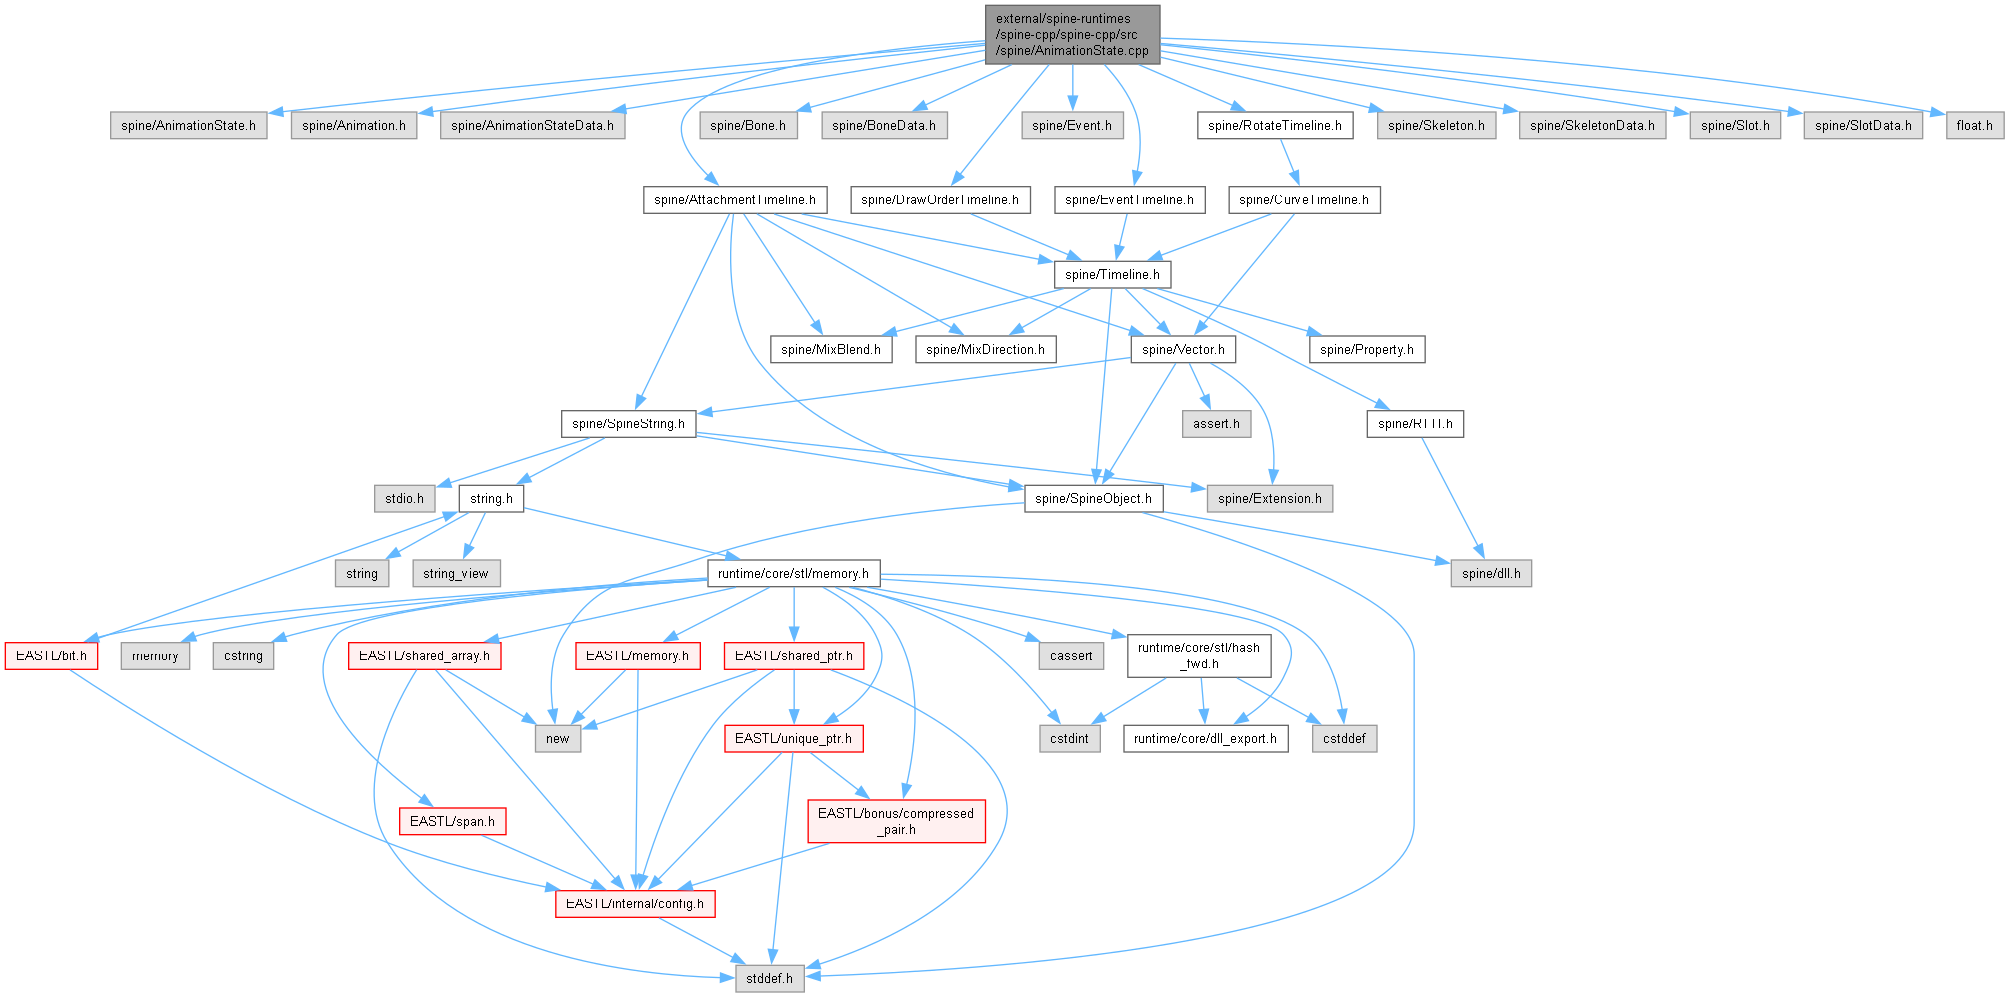 external/spine-runtimes
/spine-cpp/spine-cpp/src
/spine/AnimationState.cpp
spine/AnimationState.h
spine/Animation.h
spine/AnimationStateData.h
spine/Bone.h
spine/BoneData.h
spine/Event.h
spine/RotateTimeline.h
spine/Skeleton.h
spine/SkeletonData.h
spine/Slot.h
spine/SlotData.h
float.h
spine/AttachmentTimeline.h
spine/DrawOrderTimeline.h
spine/EventTimeline.h
spine/CurveTimeline.h
spine/Timeline.h
spine/MixBlend.h
spine/MixDirection.h
spine/Vector.h
spine/Property.h
spine/SpineString.h
assert.h
spine/RTTI.h
stdio.h
string.h
spine/SpineObject.h
spine/Extension.h
string
string_view
runtime/core/stl/memory.h
spine/dll.h
EASTL/bit.h
memory
cstring
EASTL/shared_array.h
EASTL/memory.h
EASTL/shared_ptr.h
cassert
runtime/core/stl/hash
_fwd.h
new
EASTL/unique_ptr.h
cstdint
runtime/core/dll_export.h
cstddef
EASTL/span.h
EASTL/bonus/compressed
_pair.h
EASTL/internal/config.h
stddef.h